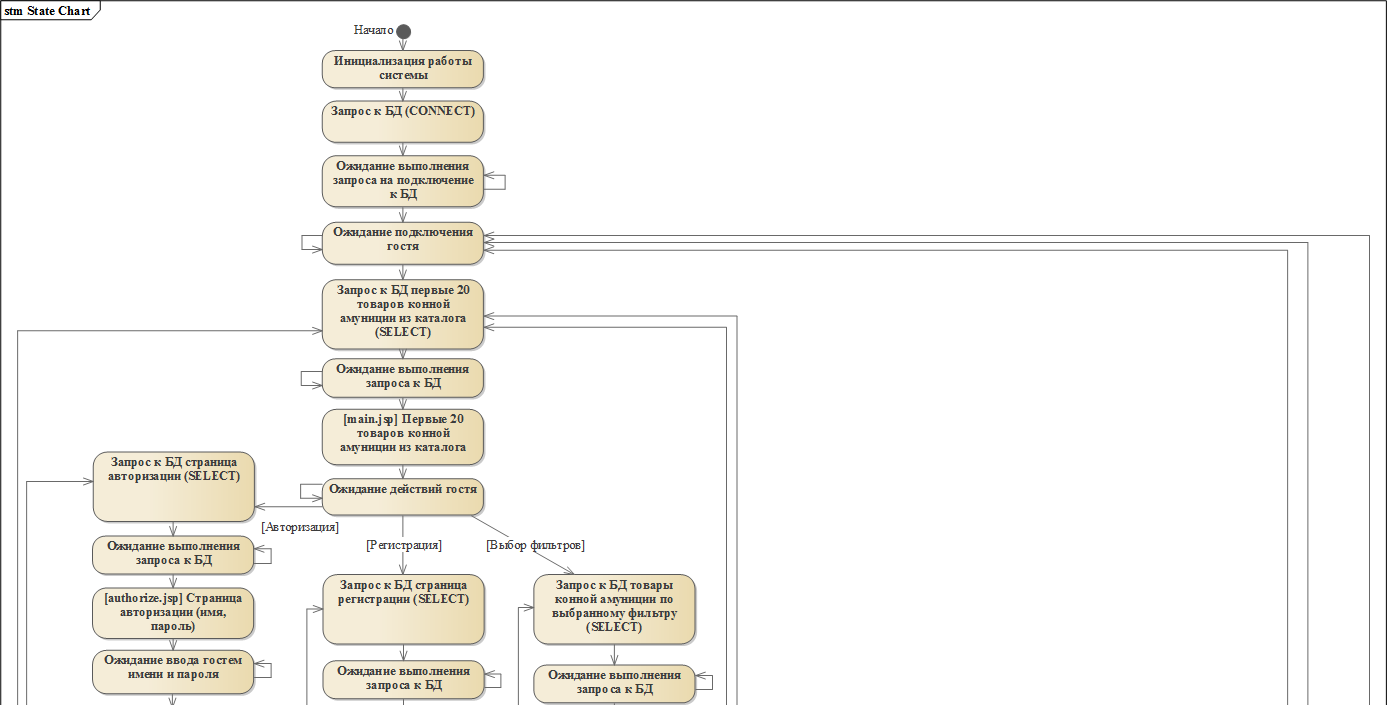 stm State Chart
Начало
Инициализация работы
системы
Запрос к БД (CONNECT)
Ожидание выполнения
запроса на подключение
к БД
Ожидание подключения
гостя
Запрос к БД первые 20
товаров конной
амуниции из каталога
(SELECT)
Ожидание выполнения
запроса к БД
[main.jsp] Первые 20
товаров конной
амуниции из каталога
Ожидание действий гостя
[Авторизация]
[Регистрация]
[Выбор фильтров]
Запрос к БД страница
авторизации (SELECT)
Ожидание выполнения
запроса к БД
[authorize.jsp] Страница
авторизации (имя,
пароль)
Ожидание ввода гостем
имени и пароля
Запрос к БД страница
регистрации (SELECT)
Ожидание выполнения
запроса к БД
Запрос к БД товары
конной амуниции по
выбранному фильтру
(SELECT)
Ожидание выполнения
запроса к БД